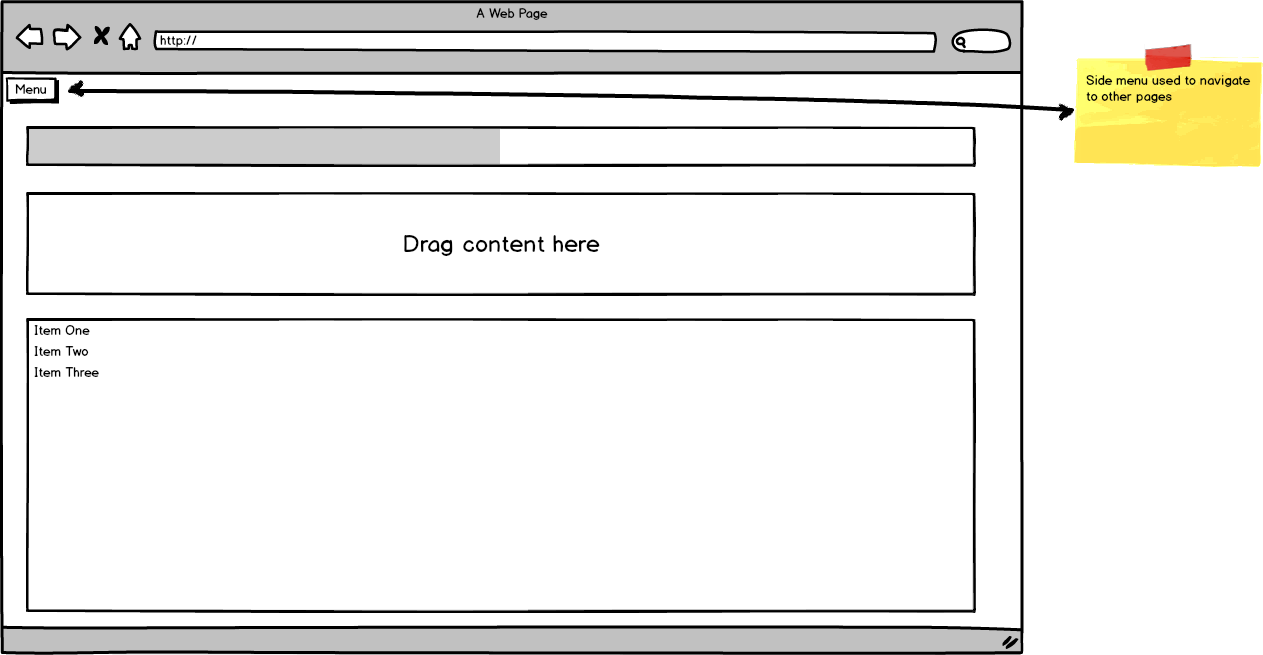 A Web Page
http://
Menu
Side menu used to navigate
to other pages
Drag content here
Item One
Item Two
Item Three